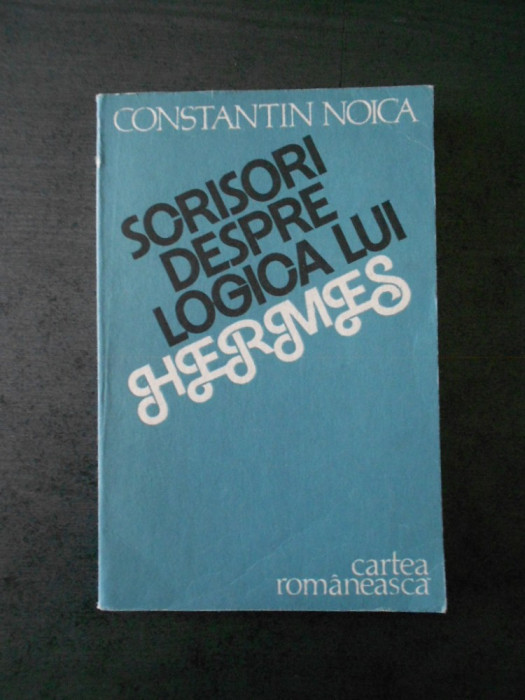 CONSTANTIN NOICA
SCRISORI
DESPRE
LOGICA LUI
HERMES
cartea
românească